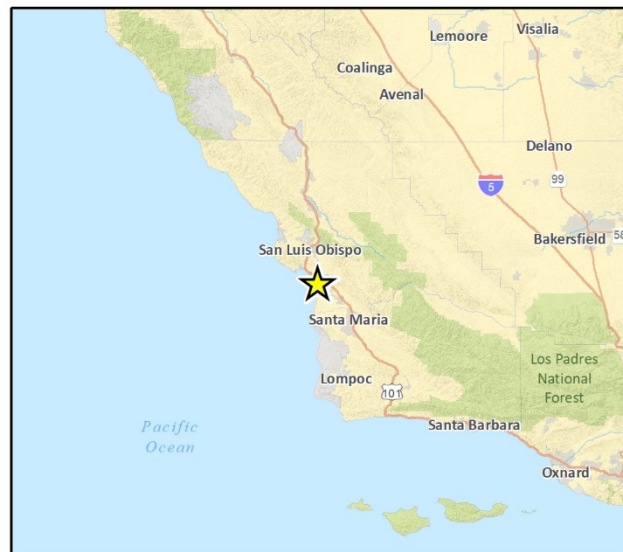 Lemoore
Visalia
Coalinga
Avenal
Delano
99
5
Bakersfield
58
San Luis Obispo
Santa Maria
Los Padres
National
Forest
Lompoc
101
Santa Barbara
Pacific
Ocean
Oxnard